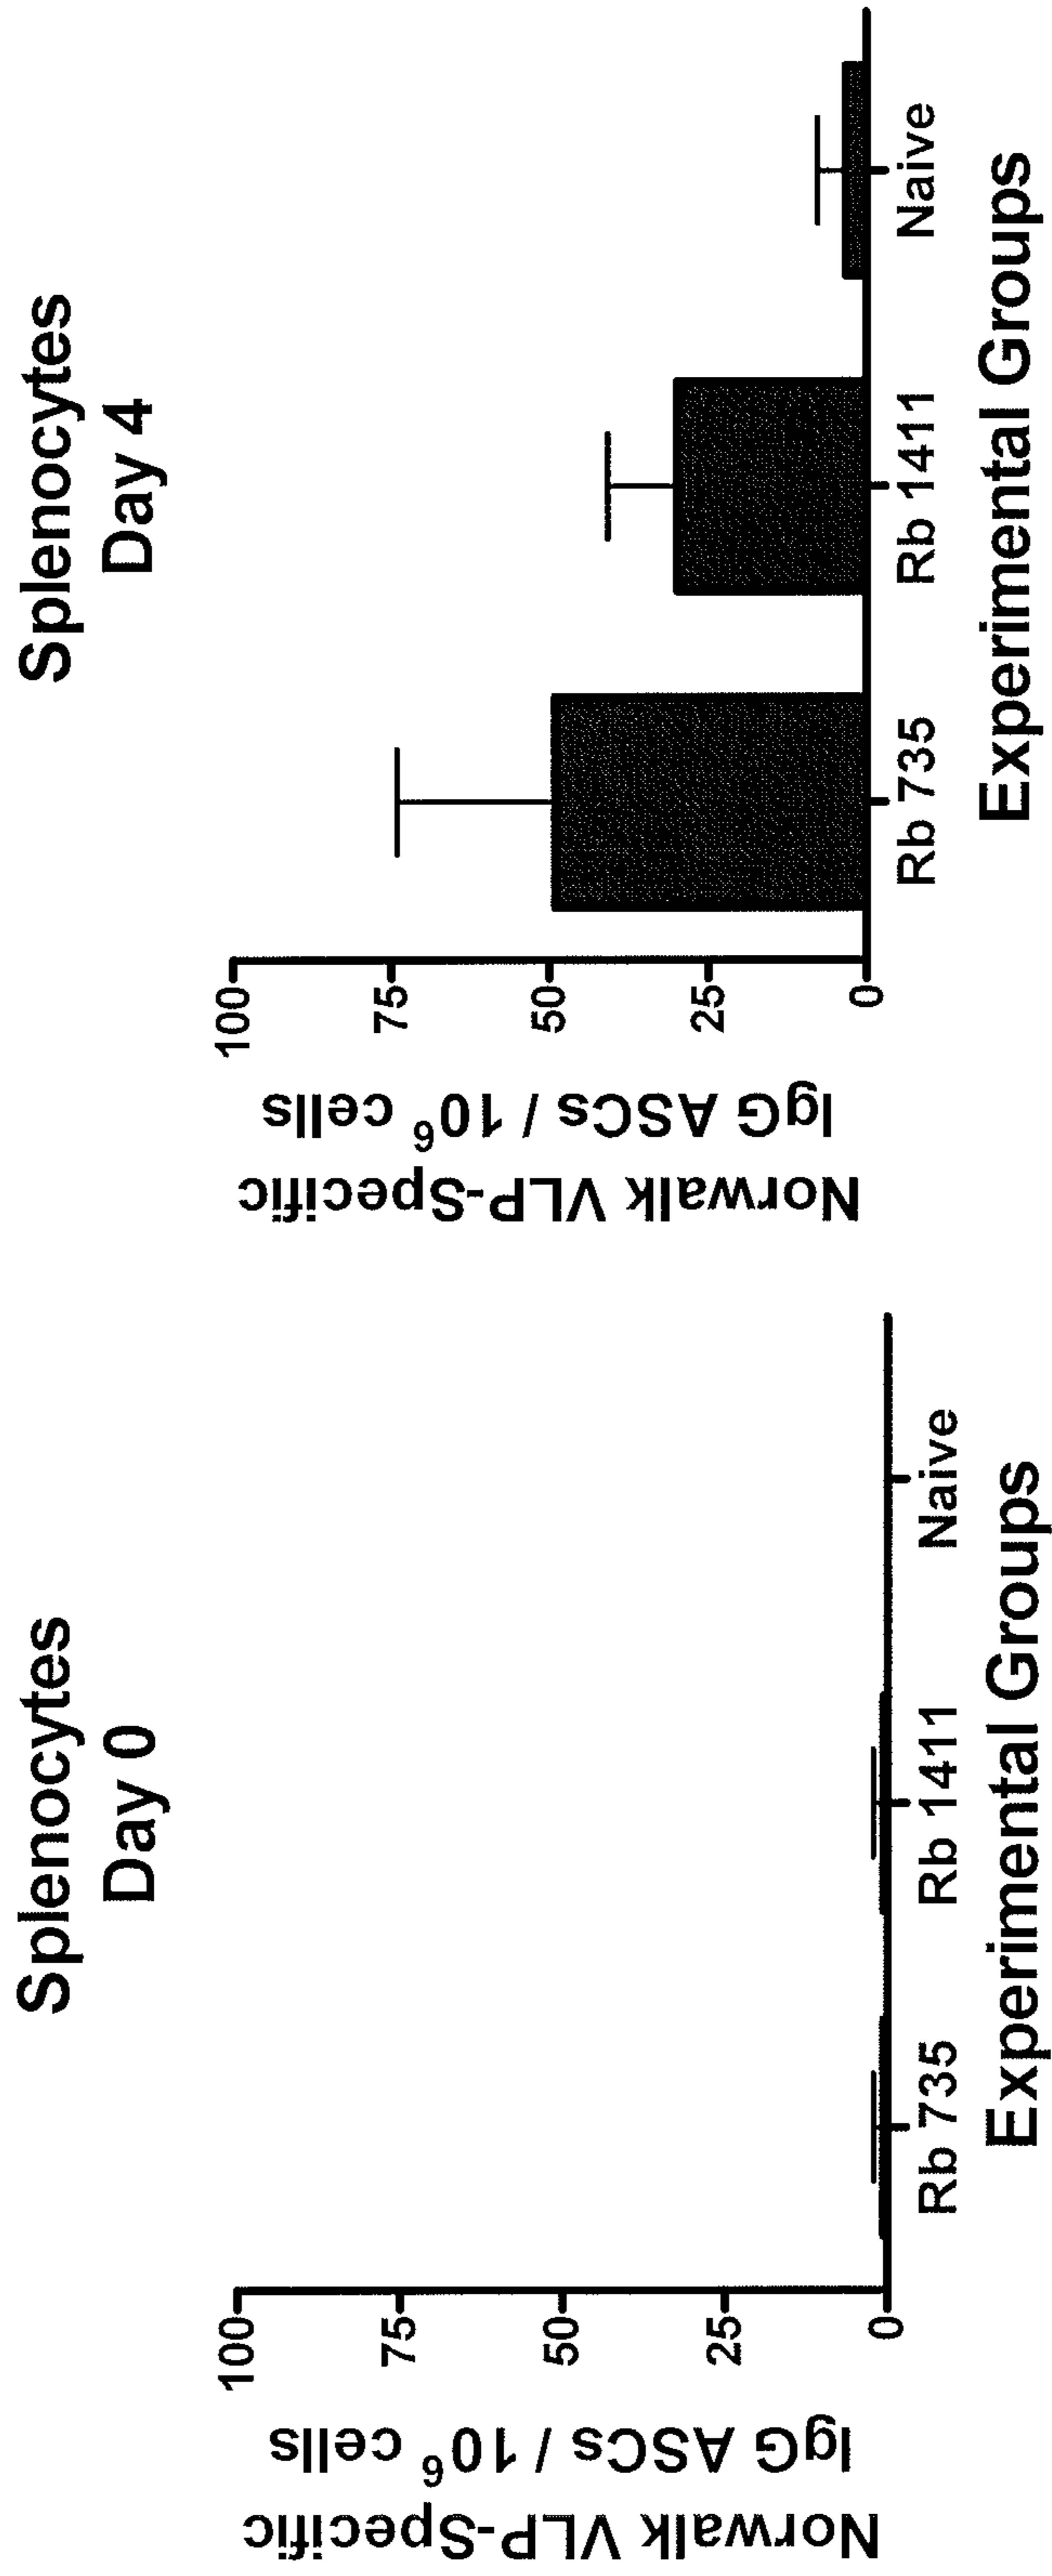 Splenocytes
Day 0
Norwalk VLP-Specific
IgG ASCs / 10⁶ cells
100
75
50
25
0
Rb 735 Rb 1411 Naive
Experimental Groups
Splenocytes
Day 4
Norwalk VLP-Specific
IgG ASCs / 10⁶ cells
100
75
50
25
0
Rb 735 Rb 1411 Naive
Experimental Groups